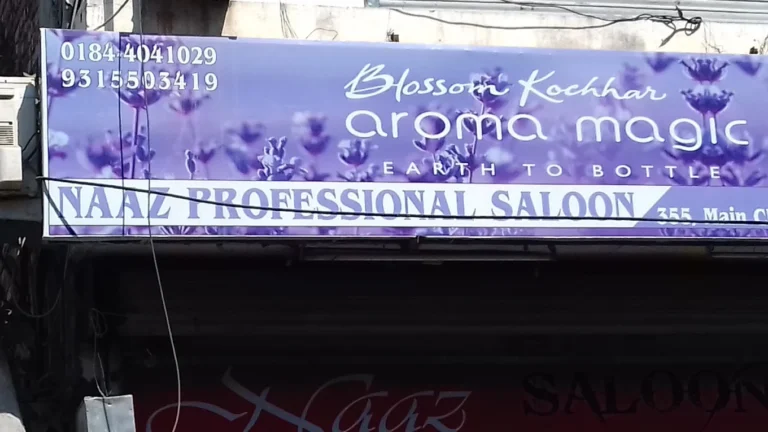 0184-4041029
9315503419
Blossom Kochhar
aroma magic
EARTH TO BOTTLE
NAAZ PROFESSIONAL SALOON
355, Main
Naaz SALOON